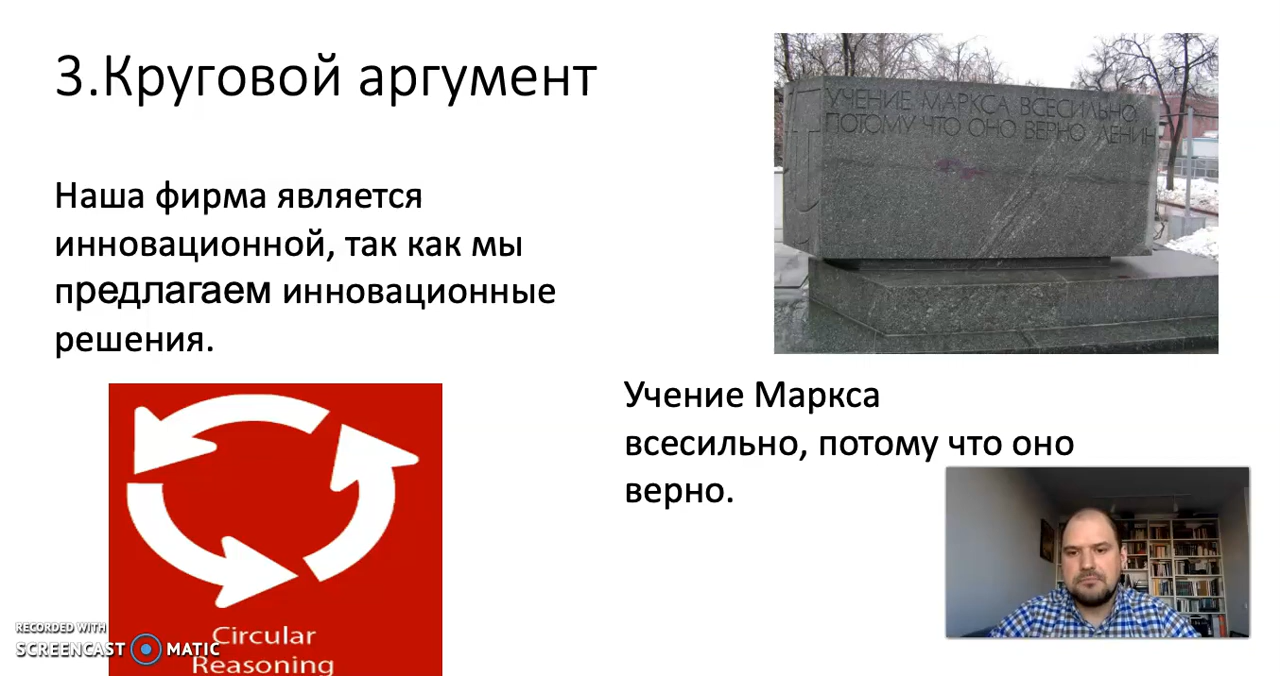 3.Круговой аргумент
Наша фирма является
инновационной, так как мы
предлагаем инновационные
решения.
УЧЕНИЕ МАРКСА ВСЕСИЛЬНО,
ПОТОМУ ЧТО ОНО ВЕРНО ЛЕНИН
Учение Маркса
всесильно, потому что оно
верно.
Circular
Reasoning
RECORDED WITH
SCREENCAST MATIC